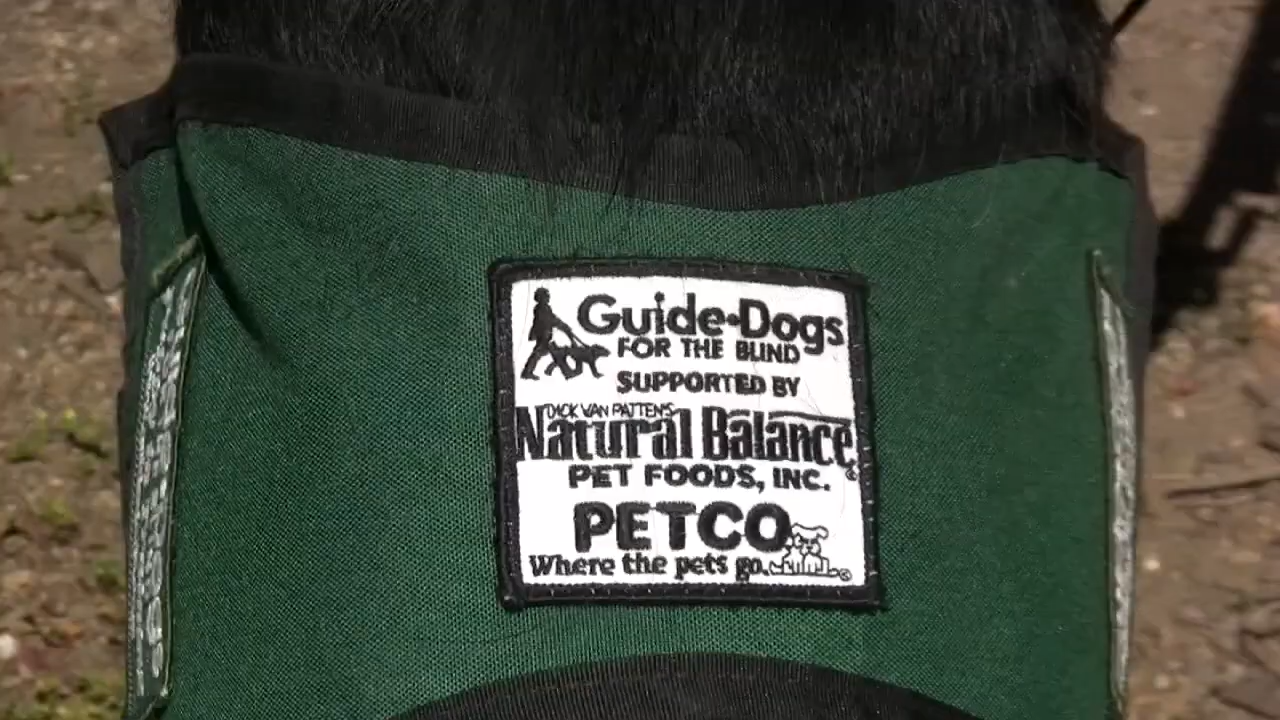 Guide Dogs
FOR THE BLIND
SUPPORTED BY
DICK VAN PATTEN'S
Natural Balance®
PET FOODS, INC.
PETCO
Where the pets go.®